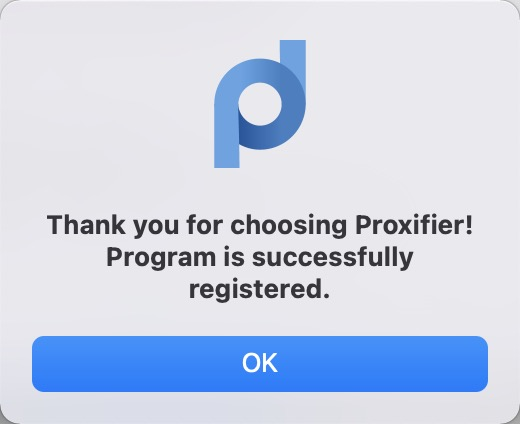 Thank you for choosing Proxifier!
Program is successfully
registered.
OK